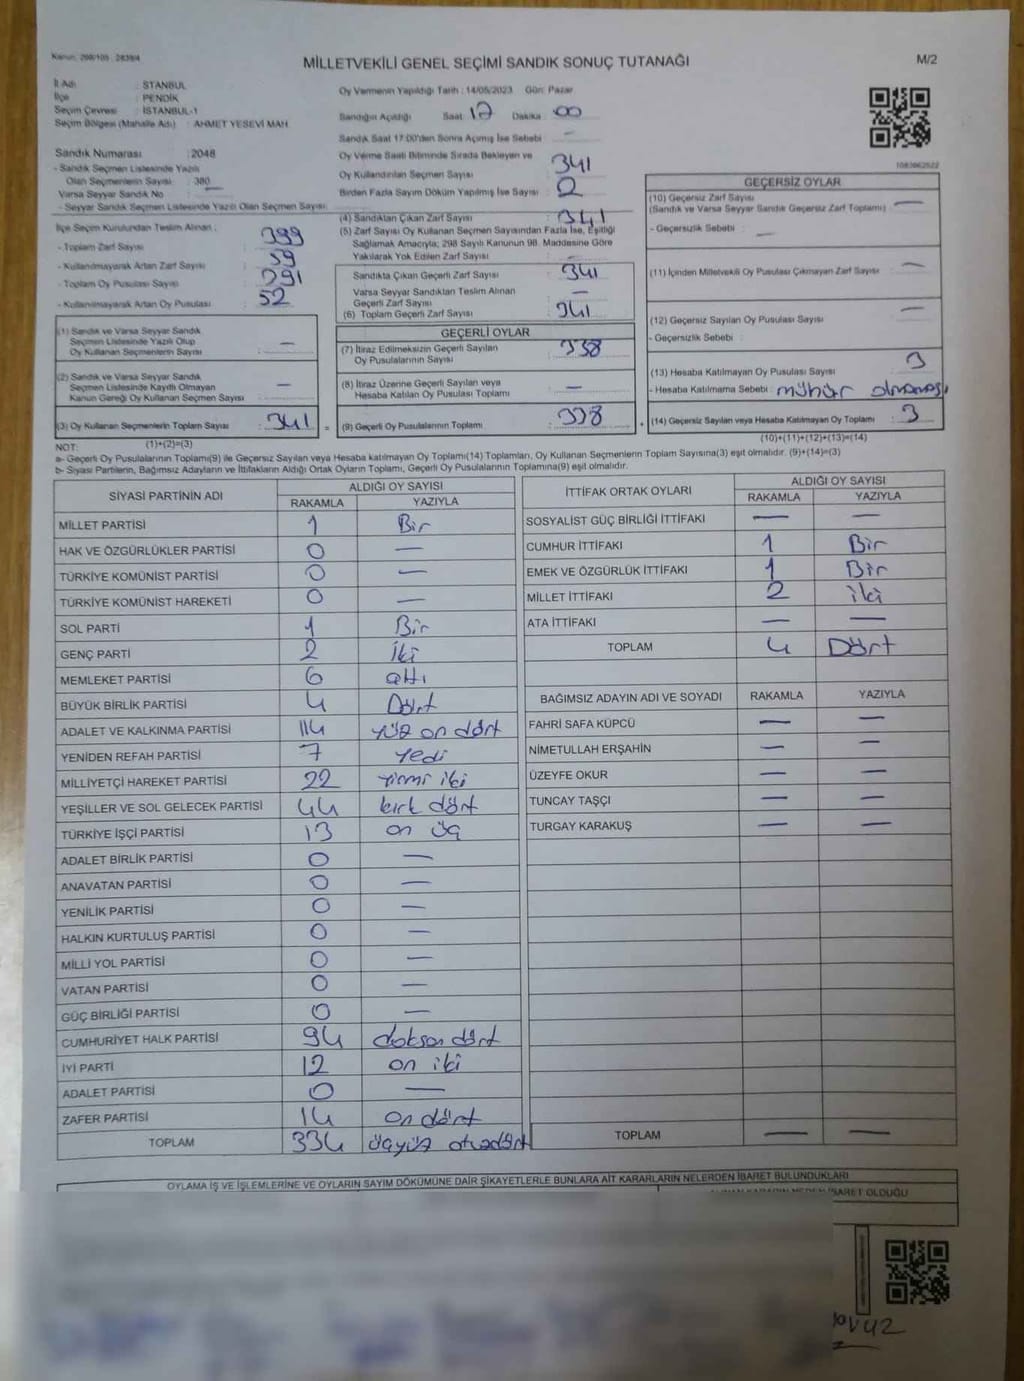 Kanun: 298/105 2839/4
MİLLETVEKİLİ GENEL SEÇİMİ SANDIK SONUÇ TUTANAĞI
M/2
İl Adı : İSTANBUL
İlçe : PENDİK
Seçim Çevresi : İSTANBUL-1
Seçim Bölgesi (Mahalle Adı) : AHMET YESEVİ MAH
Oy Vermenin Yapıldığı Tarih : 14/05/2023 Gün: Pazar
Sandığın Açıldığı Saat 17 Dakika 00
Sandık Saat 17:00'den Sonra Açılmış İse Sebebi : —
Oy Verme Saati Bitiminde Sırada Bekleyen ve
Oy Kullandırılan Seçmen Sayısı : 341
Birden Fazla Sayım Döküm Yapılmış İse Sayısı : 2
1083862522
Sandık Numarası : 2048
- Sandık Seçmen Listesinde Yazılı
Olan Seçmenlerin Sayısı : 380
Varsa Seyyar Sandık No : —
- Seyyar Sandık Seçmen Listesinde Yazılı Olan Seçmen Sayısı :
İlçe Seçim Kurulundan Teslim Alınan ;
- Toplam Zarf Sayısı : 399
- Kullanılmayarak Artan Zarf Sayısı : 59
- Toplam Oy Pusulası Sayısı : 291
- Kullanılmayarak Artan Oy Pusulası : 52
(1) Sandık ve Varsa Seyyar Sandık
Seçmen Listesinde Yazılı Olup
Oy Kullanan Seçmenlerin Sayısı : —
(2) Sandık ve Varsa Seyyar Sandık
Seçmen Listesinde Kayıtlı Olmayan
Kanun Gereği Oy Kullanan Seçmen Sayısı : —
(3) Oy Kullanan Seçmenlerin Toplam Sayısı : 341
(1)+(2)=(3)
(4) Sandıktan Çıkan Zarf Sayısı : 341
(5) Zarf Sayısı Oy Kullanan Seçmen Sayısından Fazla İse, Eşitliği
Sağlamak Amacıyla, 298 Sayılı Kanunun 98. Maddesine Göre
Yakılarak Yok Edilen Zarf Sayısı : —
Sandıkta Çıkan Geçerli Zarf Sayısı : 341
Varsa Seyyar Sandıktan Teslim Alınan
Geçerli Zarf Sayısı : —
(6) Toplam Geçerli Zarf Sayısı : 341
GEÇERLİ OYLAR
(7) İtiraz Edilmeksizin Geçerli Sayılan
Oy Pusulalarının Sayısı : 338
(8) İtiraz Üzerine Geçerli Sayılan veya
Hesaba Katılan Oy Pusulası Toplamı : —
= (9) Geçerli Oy Pusulalarının Toplamı : 338
GEÇERSİZ OYLAR
(10) Geçersiz Zarf Sayısı
(Sandık ve Varsa Seyyar Sandık Geçersiz Zarf Toplamı) : —
- Geçersizlik Sebebi : —
(11) İçinden Milletvekili Oy Pusulası Çıkmayan Zarf Sayısı : —
(12) Geçersiz Sayılan Oy Pusulası Sayısı : —
- Geçersizlik Sebebi :
(13) Hesaba Katılmayan Oy Pusulası Sayısı : 3
- Hesaba Katılmama Sebebi : mühür olmaması
+ (14) Geçersiz Sayılan veya Hesaba Katılmayan Oy Toplamı : 3
(10)+(11)+(12)+(13)=(14)
NOT:
a- Geçerli Oy Pusulalarının Toplamı(9) ile Geçersiz Sayılan veya Hesaba katılmayan Oy Toplamı(14) Toplamları, Oy Kullanan Seçmenlerin Toplam Sayısına(3) eşit olmalıdır. (9)+(14)=(3)
b- Siyasi Partilerin, Bağımsız Adayların ve İttifakların Aldığı Ortak Oyların Toplamı, Geçerli Oy Pusulalarının Toplamına(9) eşit olmalıdır.
SİYASİ PARTİNİN ADI ALDIĞI OY SAYISI
RAKAMLA YAZIYLA
MİLLET PARTİSİ 1 Bir
HAK VE ÖZGÜRLÜKLER PARTİSİ 0 —
TÜRKİYE KOMÜNİST PARTİSİ 0 —
TÜRKİYE KOMÜNİST HAREKETİ 0 —
SOL PARTİ 1 Bir
GENÇ PARTİ 2 İki
MEMLEKET PARTİSİ 6 altı
BÜYÜK BİRLİK PARTİSİ 4 Dört
ADALET VE KALKINMA PARTİSİ 114 yüz on dört
YENİDEN REFAH PARTİSİ 7 yedi
MİLLİYETÇİ HAREKET PARTİSİ 22 yirmi iki
YEŞİLLER VE SOL GELECEK PARTİSİ 44 kırk dört
TÜRKİYE İŞÇİ PARTİSİ 13 on üç
ADALET BİRLİK PARTİSİ 0 —
ANAVATAN PARTİSİ 0 —
YENİLİK PARTİSİ 0 —
HALKIN KURTULUŞ PARTİSİ 0 —
MİLLİ YOL PARTİSİ 0 —
VATAN PARTİSİ 0 —
GÜÇ BİRLİĞİ PARTİSİ 0 —
CUMHURİYET HALK PARTİSİ 94 doksan dört
İYİ PARTİ 12 on iki
ADALET PARTİSİ 0 —
ZAFER PARTİSİ 14 on dört
TOPLAM 334 üçyüz otuzdört
İTTİFAK ORTAK OYLARI ALDIĞI OY SAYISI
RAKAMLA YAZIYLA
SOSYALİST GÜÇ BİRLİĞİ İTTİFAKI — —
CUMHUR İTTİFAKI 1 Bir
EMEK VE ÖZGÜRLÜK İTTİFAKI 1 Bir
MİLLET İTTİFAKI 2 iki
ATA İTTİFAKI — —
TOPLAM 4 Dört
BAĞIMSIZ ADAYIN ADI VE SOYADI RAKAMLA YAZIYLA
FAHRİ SAFA KÜPCÜ — —
NİMETULLAH ERŞAHİN — —
ÜZEYFE OKUR — —
TUNCAY TAŞÇI — —
TURGAY KARAKUŞ — —
TOPLAM — —
OYLAMA İŞ VE İŞLEMLERİNE VE OYLARIN SAYIM DÖKÜMÜNE DAİR ŞİKAYETLERLE BUNLARA AİT KARARLARIN NELERDEN İBARET BULUNDUKLARI
İBARET OLDUĞU